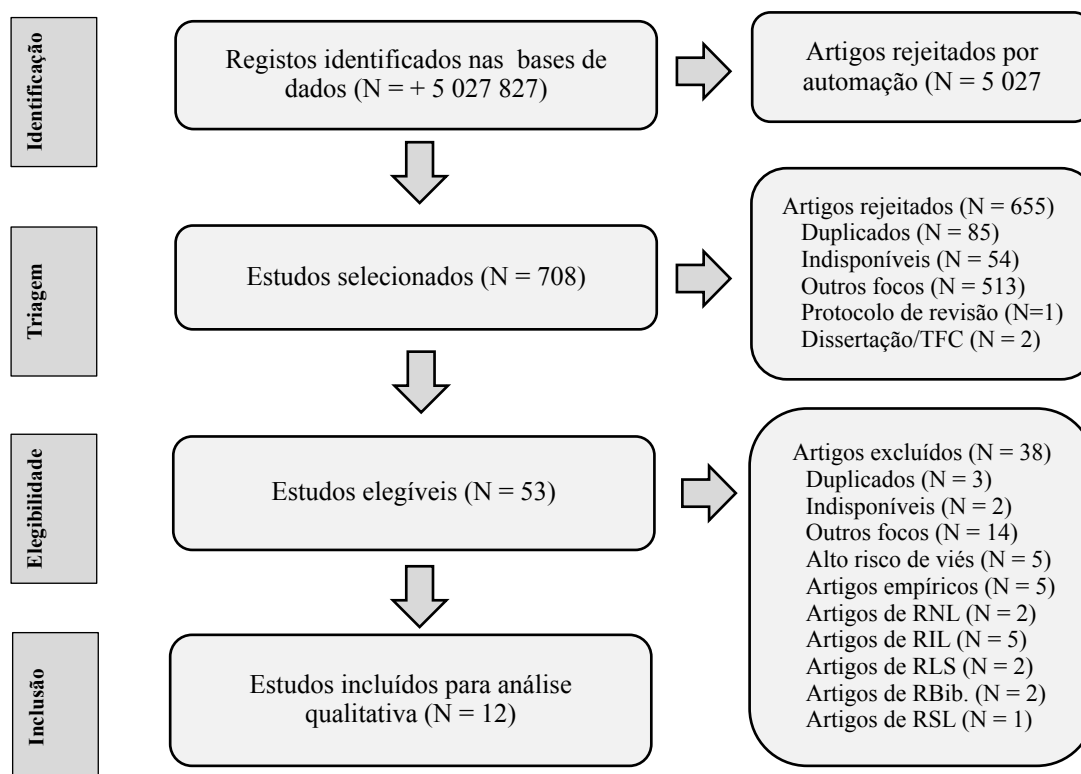 Identificação
Registos identificados nas bases de
dados (N = + 5 027 827)
Artigos rejeitados por
automação (N = 5 027
Triagem
Estudos selecionados (N = 708)
Artigos rejeitados (N = 655)
Duplicados (N = 85)
Indisponíveis (N = 54)
Outros focos (N = 513)
Protocolo de revisão (N=1)
Dissertação/TFC (N = 2)
Elegibilidade
Estudos elegíveis (N = 53)
Artigos excluídos (N = 38)
Duplicados (N = 3)
Indisponíveis (N = 2)
Outros focos (N = 14)
Alto risco de viés (N = 5)
Artigos empíricos (N = 5)
Artigos de RNL (N = 2)
Artigos de RIL (N = 5)
Artigos de RLS (N = 2)
Artigos de RBib. (N = 2)
Artigos de RSL (N = 1)
Inclusão
Estudos incluídos para análise
qualitativa (N = 12)